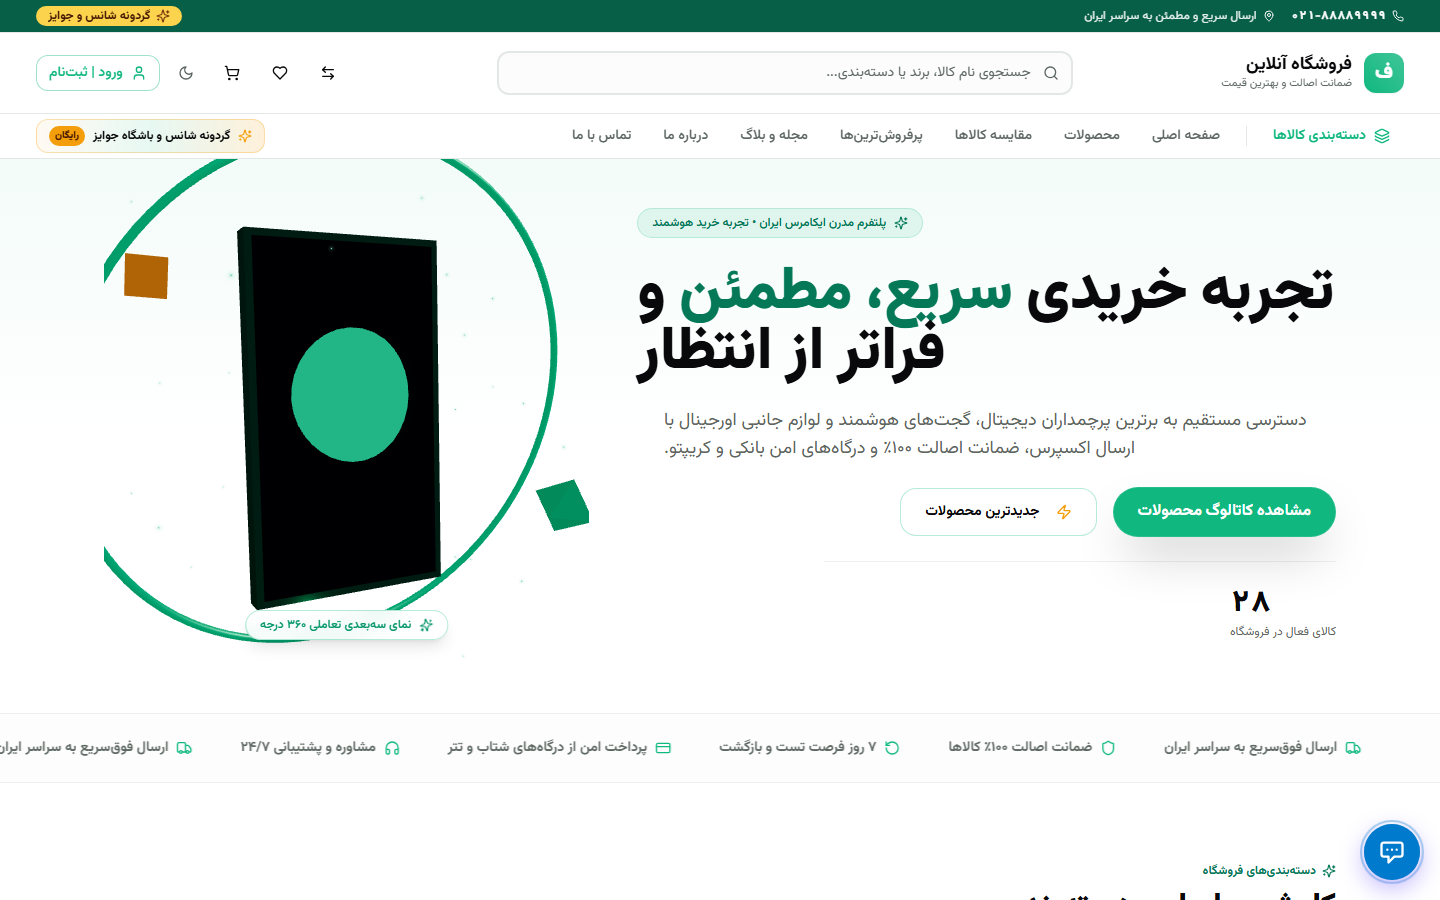 ۰۲۱-۸۸۸۸۹۹۹۹
ارسال سریع و مطمئن به سراسر ایران
گردونه شانس و جوایز
ف
فروشگاه آنلاین
ضمانت اصالت و بهترین قیمت
جستجوی نام کالا، برند یا دسته‌بندی...
ورود | ثبت‌نام
دسته‌بندی کالاها
صفحه اصلی
محصولات
مقایسه کالاها
پرفروش‌ترین‌ها
مجله و بلاگ
درباره ما
تماس با ما
گردونه شانس و باشگاه جوایز
رایگان
پلتفرم مدرن ایکامرس ایران • تجربه خرید هوشمند
تجربه خریدی سریع، مطمئن و
فراتر از انتظار
دسترسی مستقیم به برترین پرچمداران دیجیتال، گجت‌های هوشمند و لوازم جانبی اورجینال با
ارسال اکسپرس، ضمانت اصالت ۱۰۰٪ و درگاه‌های امن بانکی و کریپتو.
مشاهده کاتالوگ محصولات
جدیدترین محصولات
۲۸
کالای فعال در فروشگاه
نمای سه‌بعدی تعاملی ۳۶۰ درجه
ارسال فوق‌سریع به سراسر ایران
ضمانت اصالت ۱۰۰٪ کالاها
۷ روز فرصت تست و بازگشت
پرداخت امن از درگاه‌های شتاب و تتر
مشاوره و پشتیبانی ۲۴/۷
ارسال فوق‌سریع به سراسر ایران
دسته‌بندی‌های فروشگاه